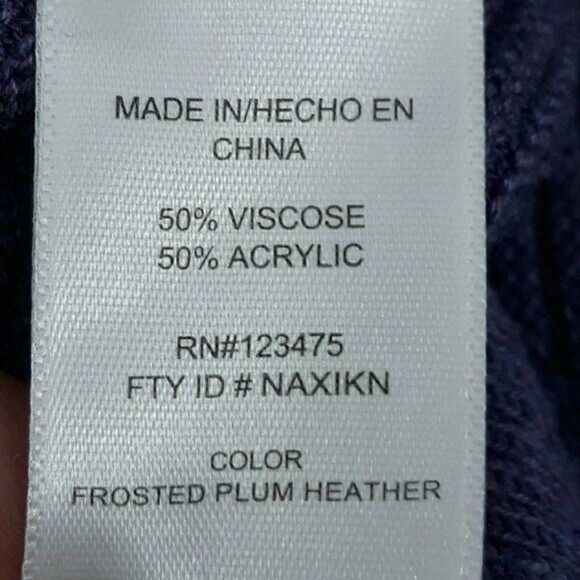 MADE IN/HECHO EN
CHINA
50% VISCOSE
50% ACRYLIC
RN#123475
FTY ID # NAXIKN
COLOR
FROSTED PLUM HEATHER